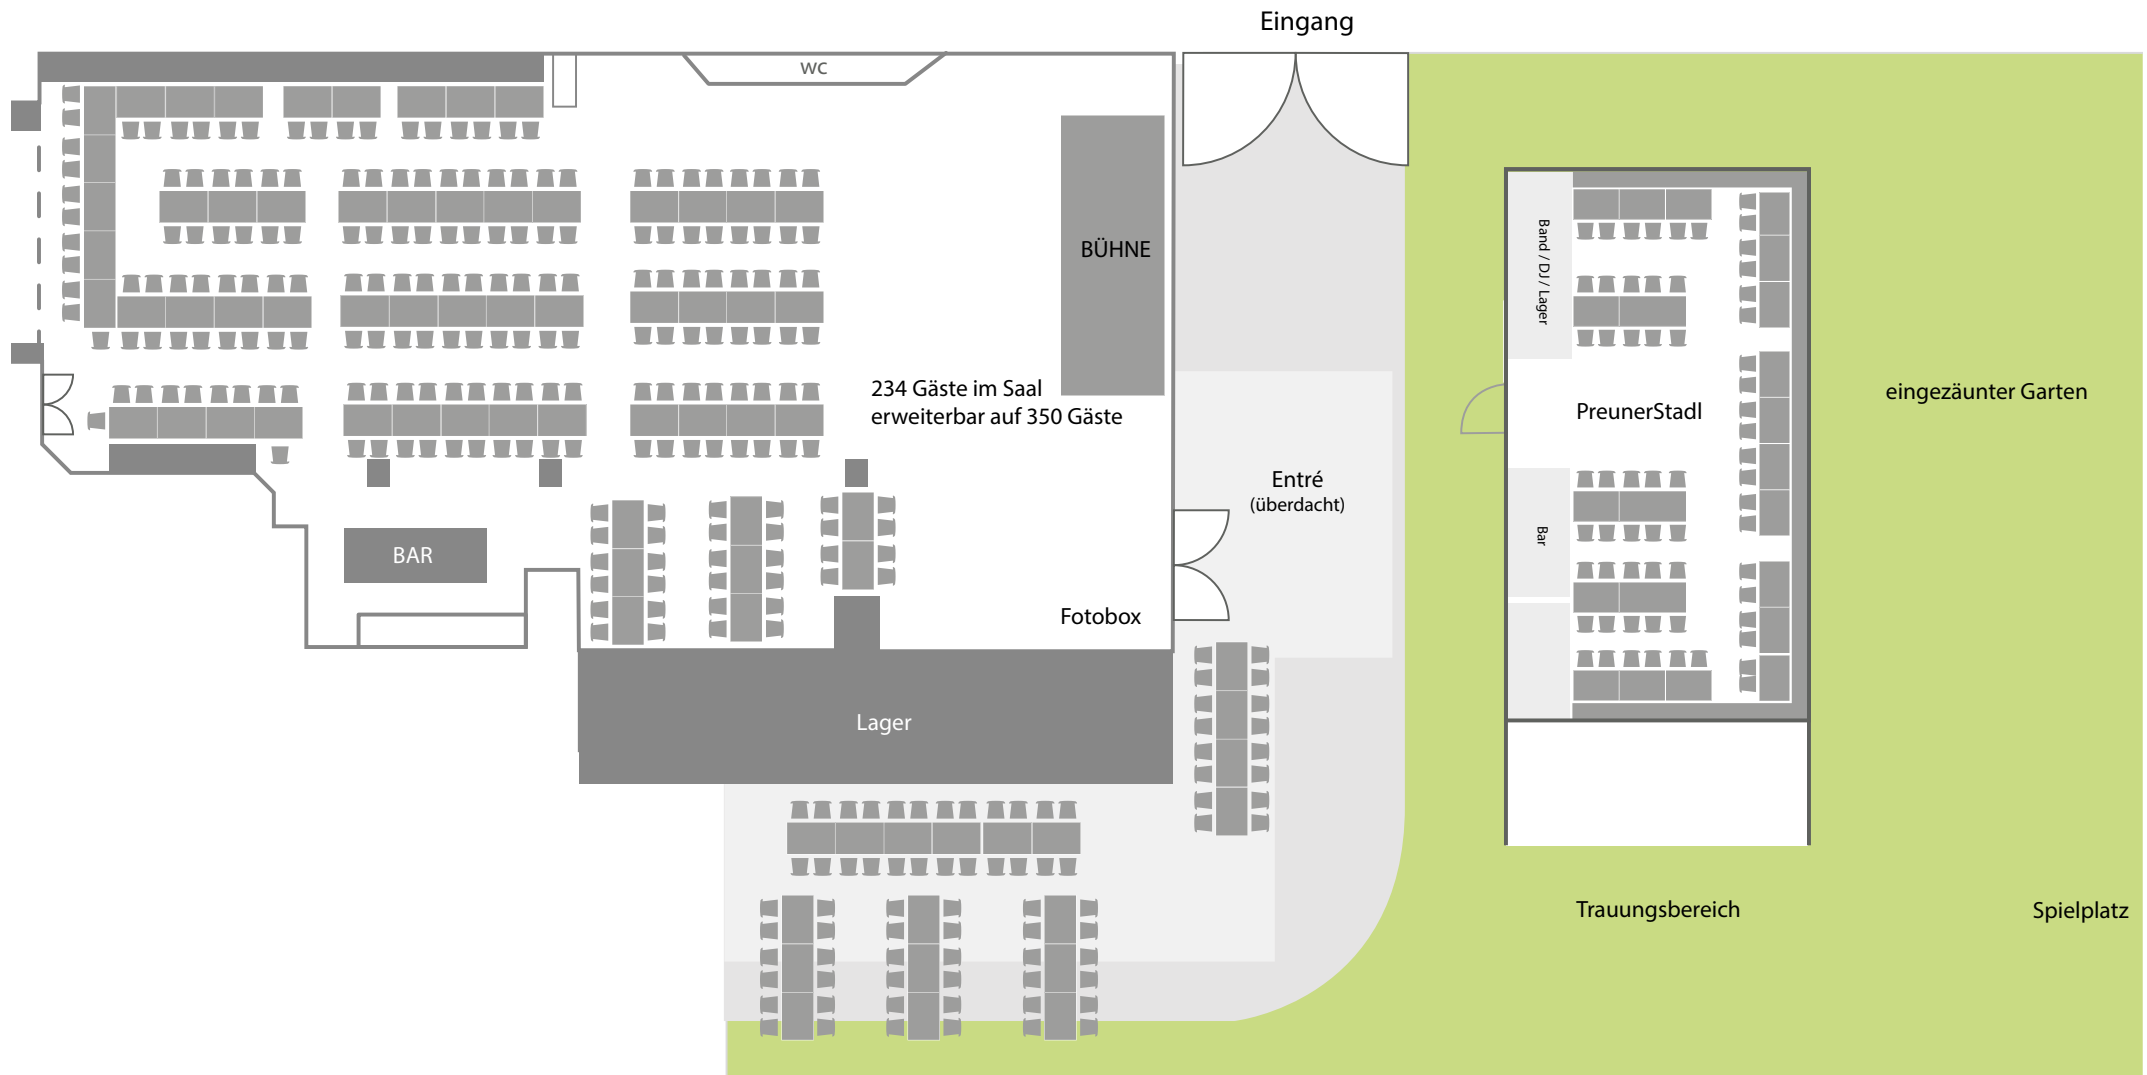 Eingang
WC
BÜHNE
234 Gäste im Saal
erweiterbar auf 350 Gäste
Entré
(überdacht)
BAR
Fotobox
Lager
Band / DJ / Lager
PreunerStadl
Bar
eingezäunter Garten
Trauungsbereich
Spielplatz